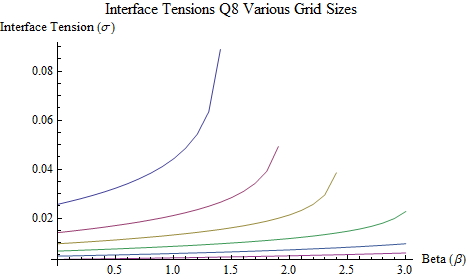 Interface Tensions Q8 Various Grid Sizes
Interface Tension (σ)
0.08
0.06
0.04
0.02
0.5 1.0 1.5 2.0 2.5 3.0
Beta (β)